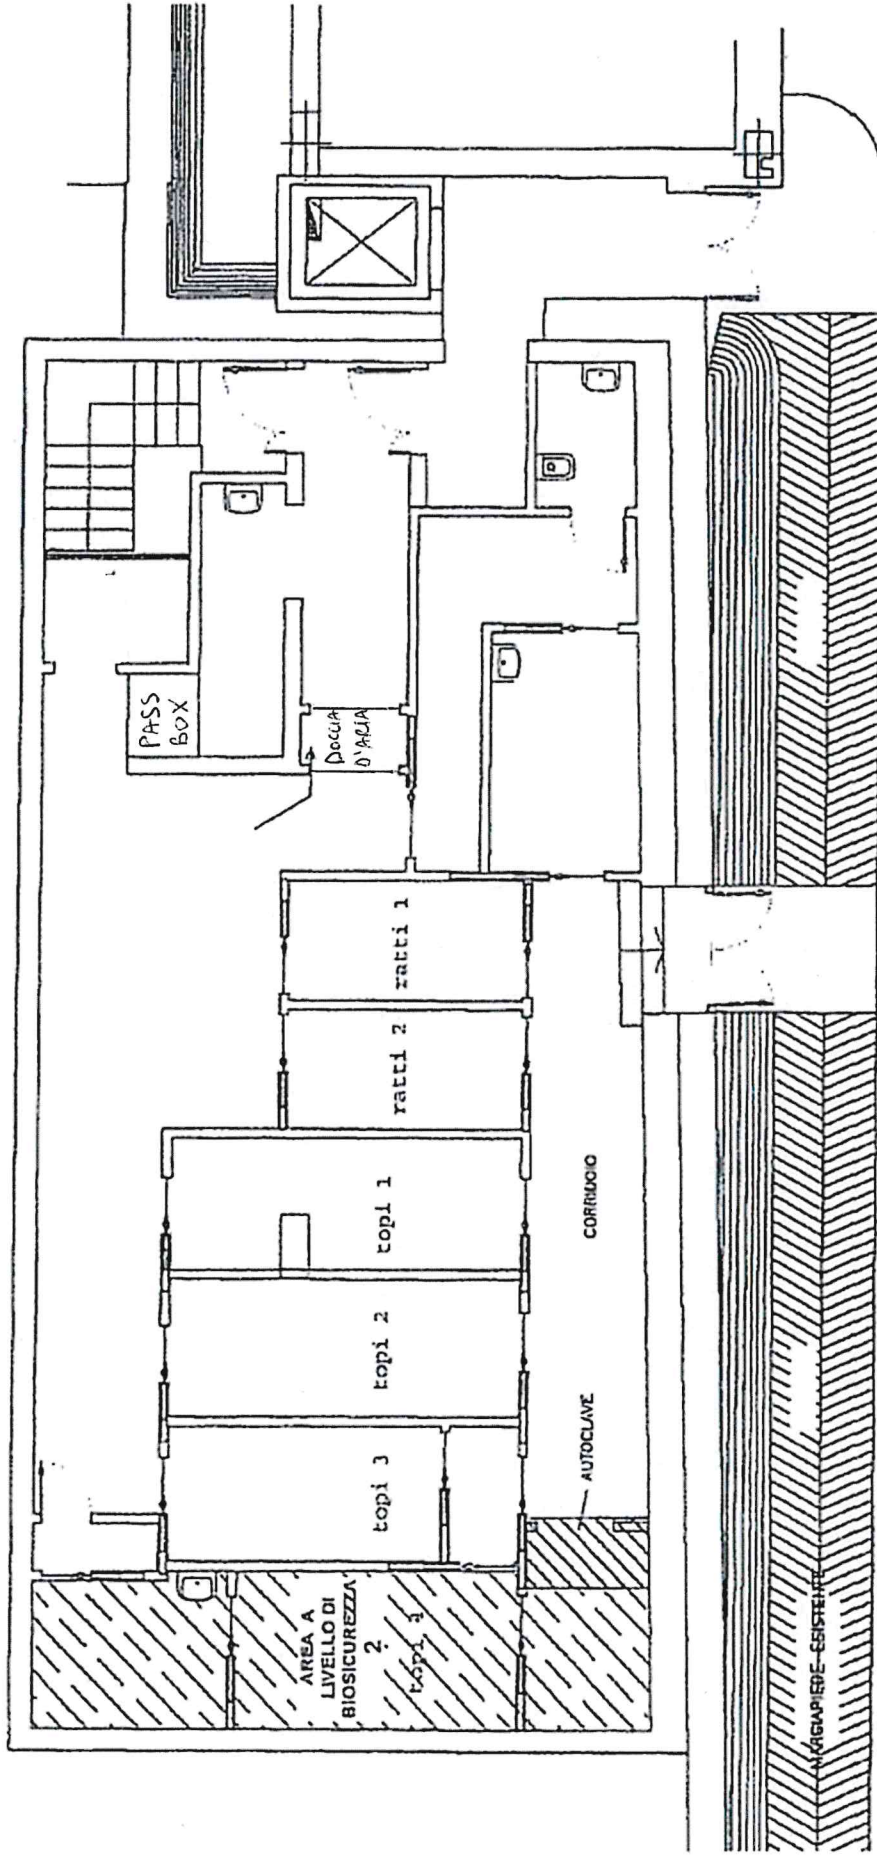 PASS
BOX
DOCCIA
D'ARIA
ratti 1
ratti 2
topi 1
topi 2
topi 3
CORRIDOIO
AUTOCLAVE
AREA A
LIVELLO DI
BIOSICUREZZA
2
topi
MARCIAPIEDE ESISTENTE